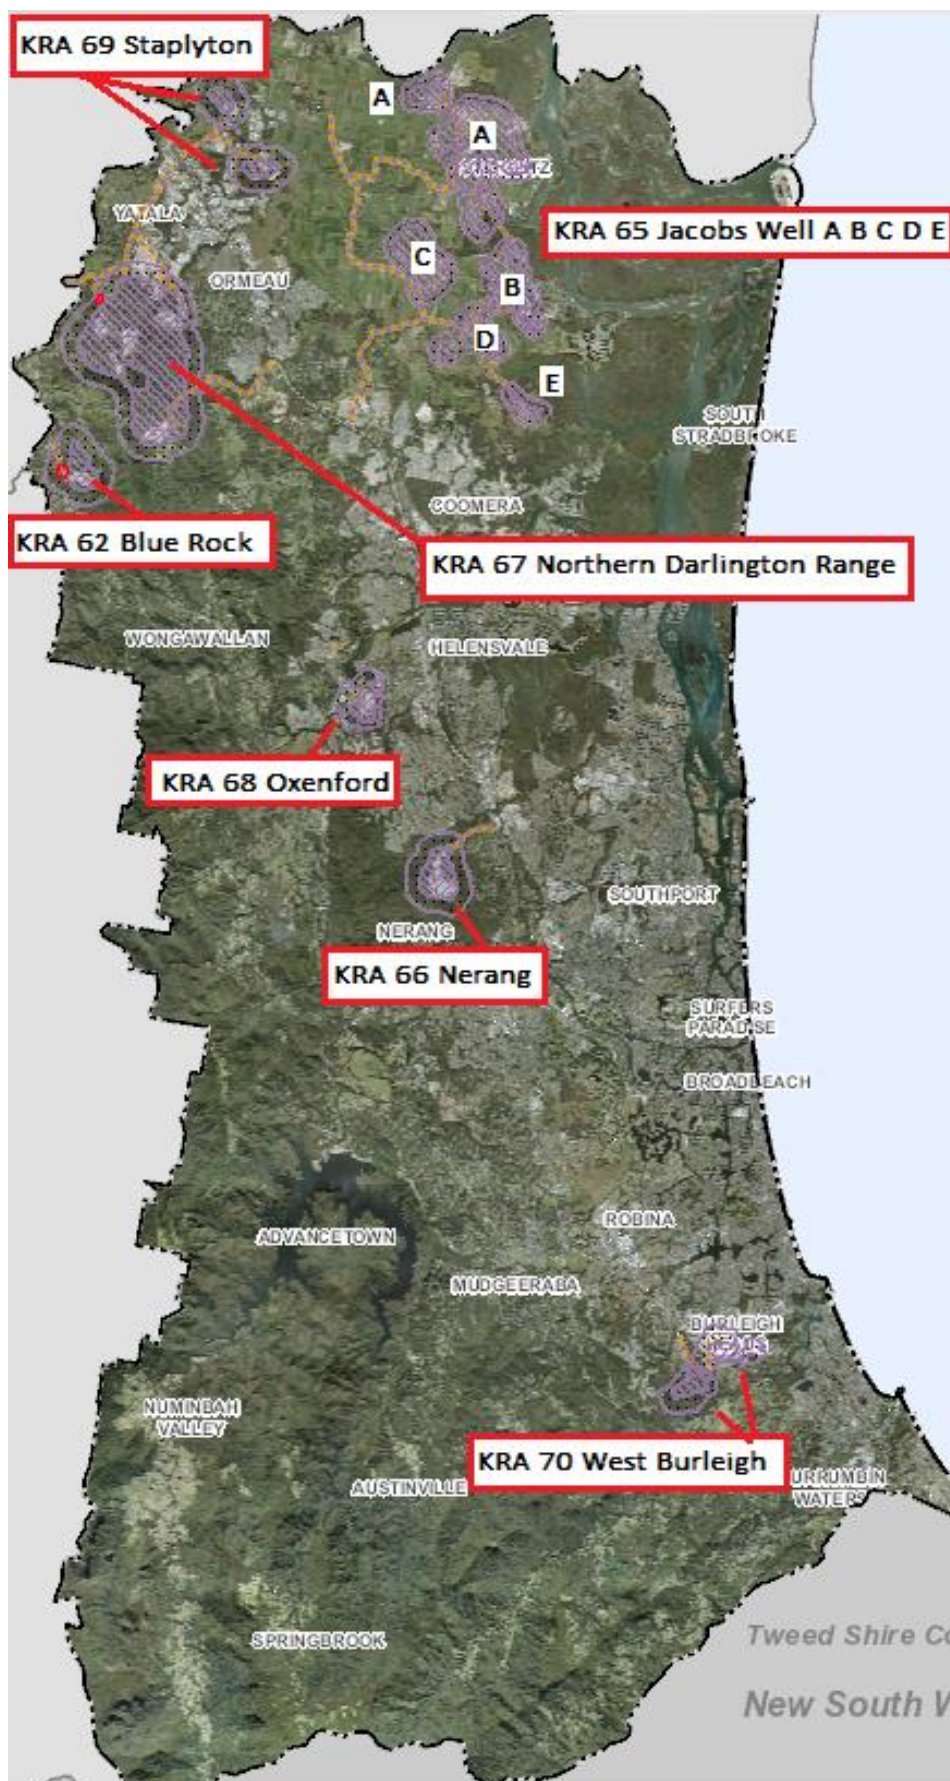 KRA 69 Staplyton
A
A
YATALA
KRA 65 Jacobs Well A B C D E
C
ORMEAU
B
D
E
SOUTH
STRADBROKE
COOMERA
KRA 62 Blue Rock
KRA 67 Northern Darlington Range
WONGAWALLAN
HELENSVALE
KRA 68 Oxenford
SOUTHPORT
NERANG
KRA 66 Nerang
SURFERS
PARADISE
BROADBEACH
ROBINA
ADVANCETOWN
MUDGEERABA
BURLEIGH
HEADS
NUMINBAH
VALLEY
KRA 70 West Burleigh
AUSTINVILLE
URRUMBIN
WATERS
SPRINGBROOK
Tweed Shire Co
New South W